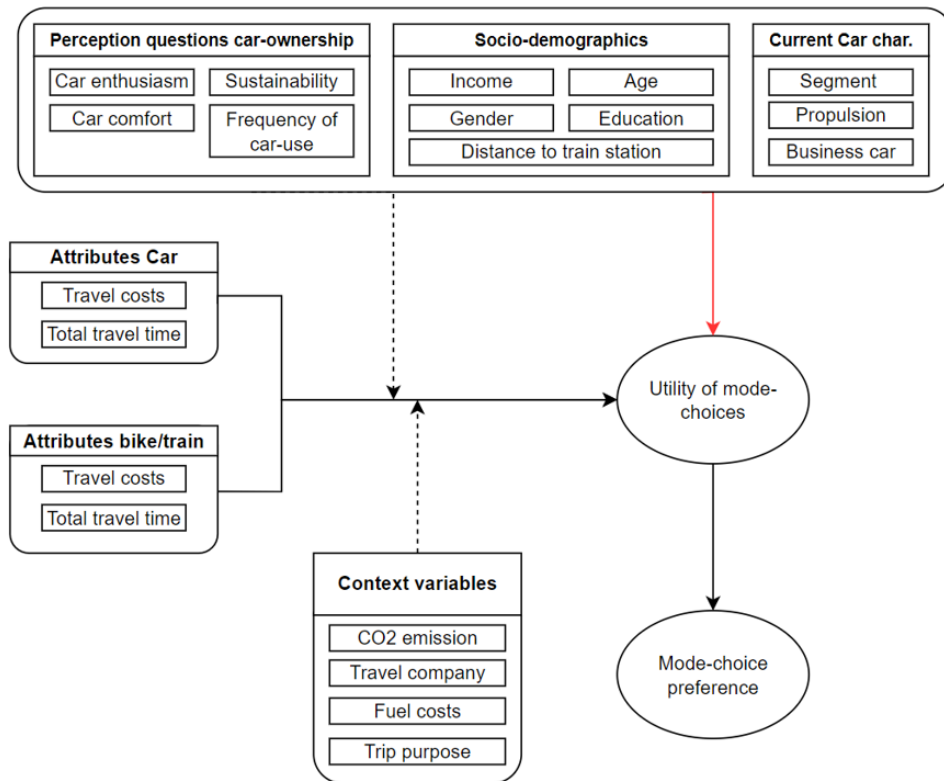 Perception questions car-ownership
Car enthusiasm
Sustainability
Car comfort
Frequency of
car-use
Socio-demographics
Income
Age
Gender
Education
Distance to train station
Current Car char.
Segment
Propulsion
Business car
Attributes Car
Travel costs
Total travel time
Attributes bike/train
Travel costs
Total travel time
Utility of mode-
choices
Context variables
CO2 emission
Travel company
Fuel costs
Trip purpose
Mode-choice
preference